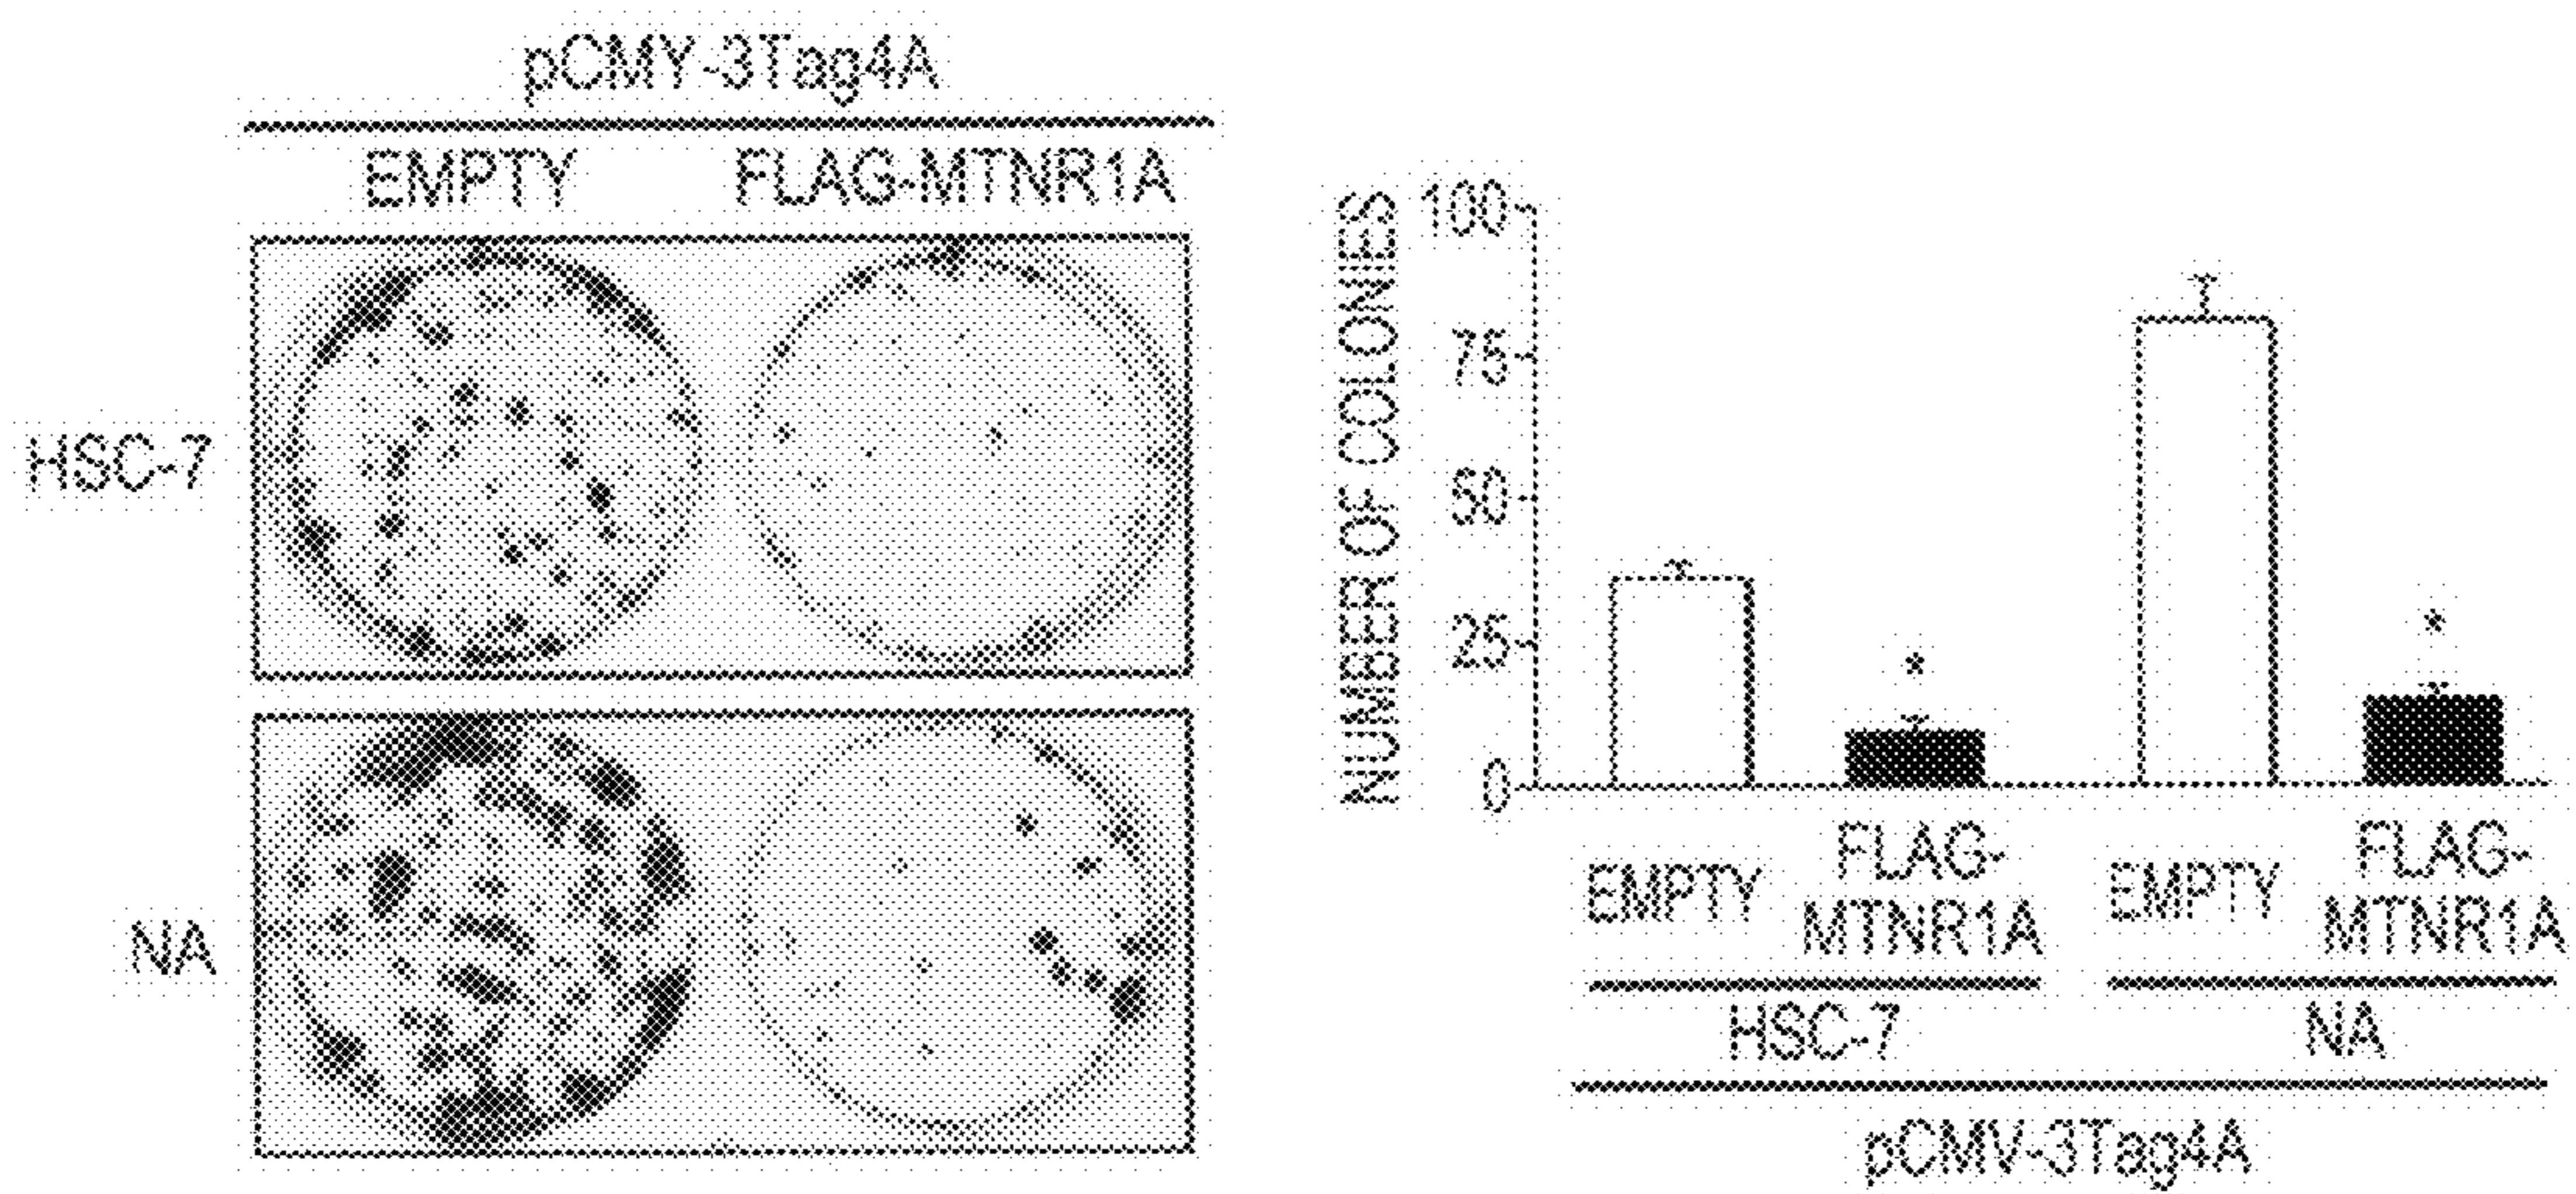 pCMY-3Tag4A
EMPTY FLAG-MTNR1A
HSC-7
NA
NUMBER OF COLONIES
100
75
50
25
0
*
*
EMPTY FLAG-MTNR1A EMPTY FLAG-MTNR1A
HSC-7 NA
pCMV-3Tag4A